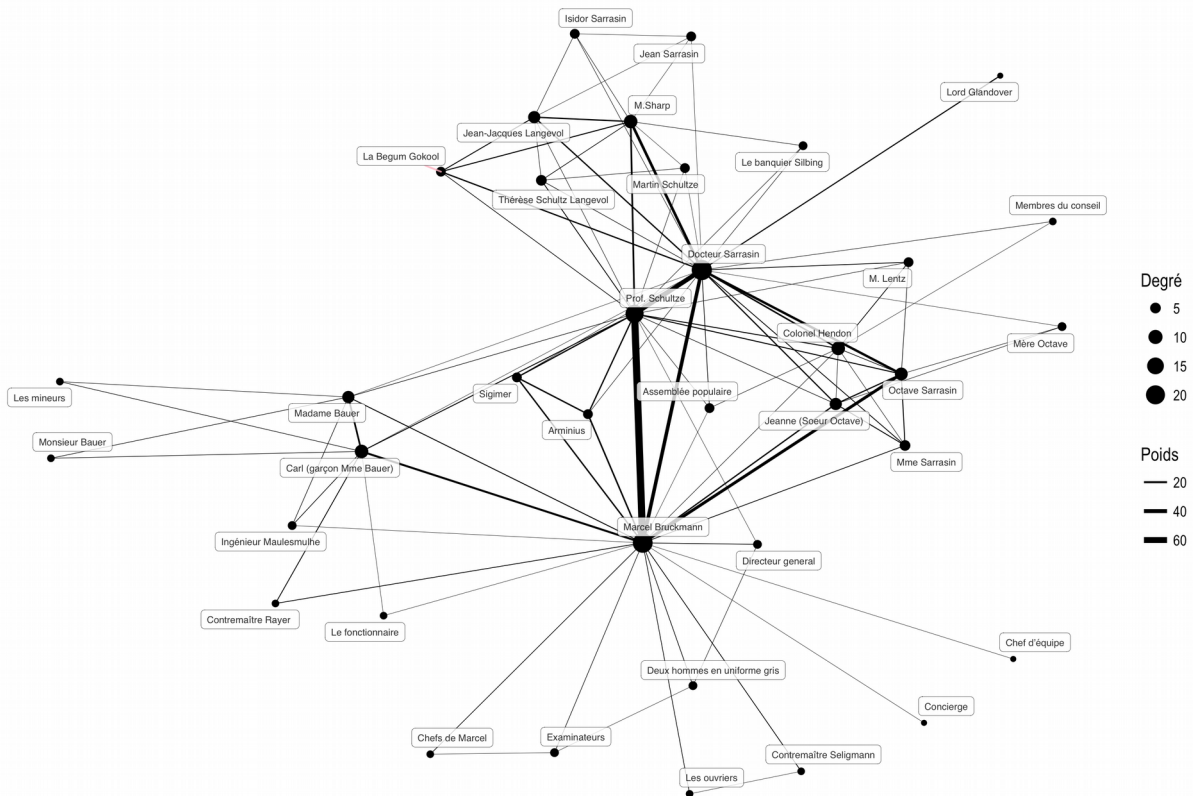 Isidor Sarrasin
Jean Sarrasin
Lord Glandover
M.Sharp
Jean-Jacques Langevol
La Begum Gokool
Le banquier Silbing
Martin Schultze
Thérèse Schultz Langevol
Membres du conseil
Docteur Sarrasin
M. Lentz
Prof. Schultze
Colonel Hendon
Mère Octave
Sigimer
Assemblée populaire
Octave Sarrasin
Les mineurs
Madame Bauer
Arminius
Jeanne (Soeur Octave)
Monsieur Bauer
Carl (garçon Mme Bauer)
Mme Sarrasin
Ingénieur Maulesmulhe
Marcel Bruckmann
Directeur general
Contremaître Rayer
Le fonctionnaire
Chef d'équipe
Deux hommes en uniforme gris
Concierge
Chefs de Marcel
Examinateurs
Contremaître Seligmann
Les ouvriers
Degré
5
10
15
20
Poids
20
40
60